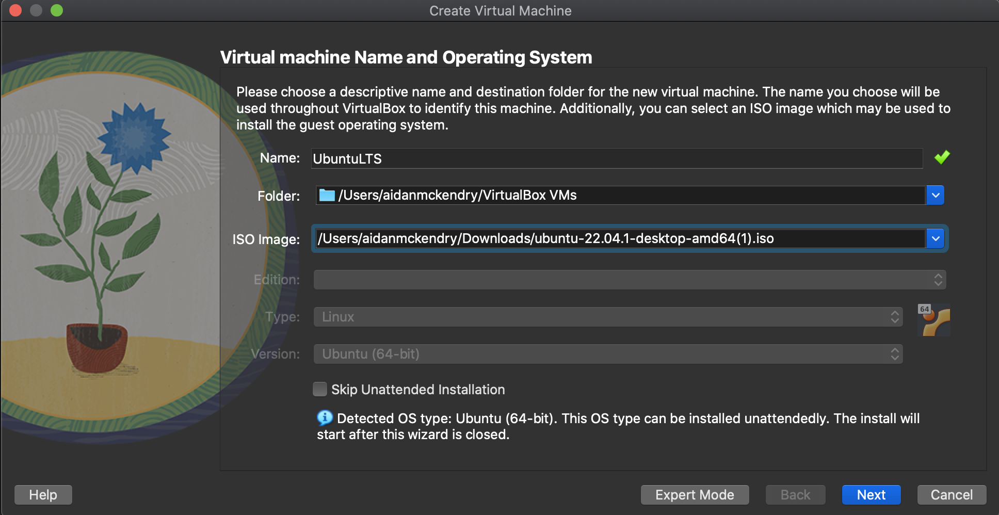 Create Virtual Machine
Virtual machine Name and Operating System
Please choose a descriptive name and destination folder for the new virtual machine. The name you choose will be
used throughout VirtualBox to identify this machine. Additionally, you can select an ISO image which may be used to
install the guest operating system.
Name: UbuntuLTS
Folder: /Users/aidanmckendry/VirtualBox VMs
ISO Image: /Users/aidanmckendry/Downloads/ubuntu-22.04.1-desktop-amd64(1).iso
Edition:
Type: Linux 64
Version: Ubuntu (64-bit)
Skip Unattended Installation
Detected OS type: Ubuntu (64-bit). This OS type can be installed unattendedly. The install will
start after this wizard is closed.
Help Expert Mode Back Next Cancel